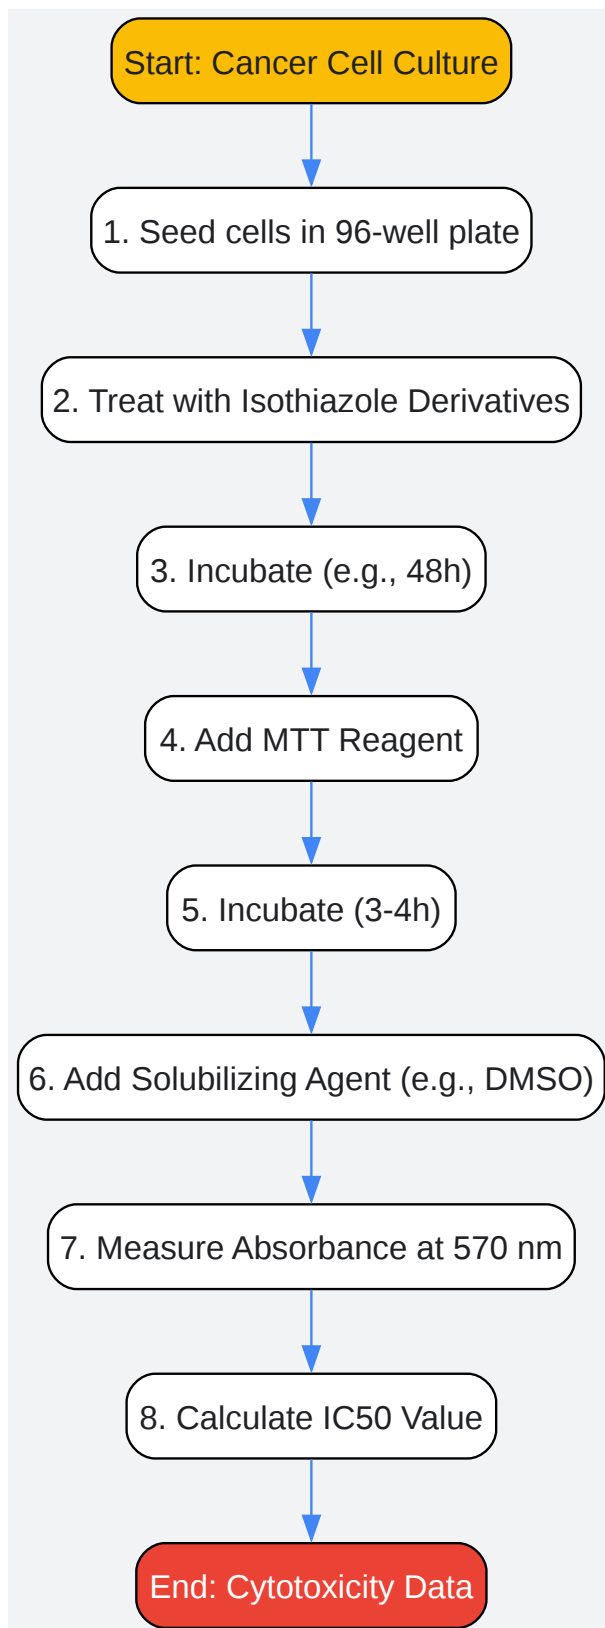 Start: Cancer Cell Culture
1. Seed cells in 96-well plate
2. Treat with Isothiazole Derivatives
3. Incubate (e.g., 48h)
4. Add MTT Reagent
5. Incubate (3-4h)
6. Add Solubilizing Agent (e.g., DMSO)
7. Measure Absorbance at 570 nm
8. Calculate IC50 Value
End: Cytotoxicity Data